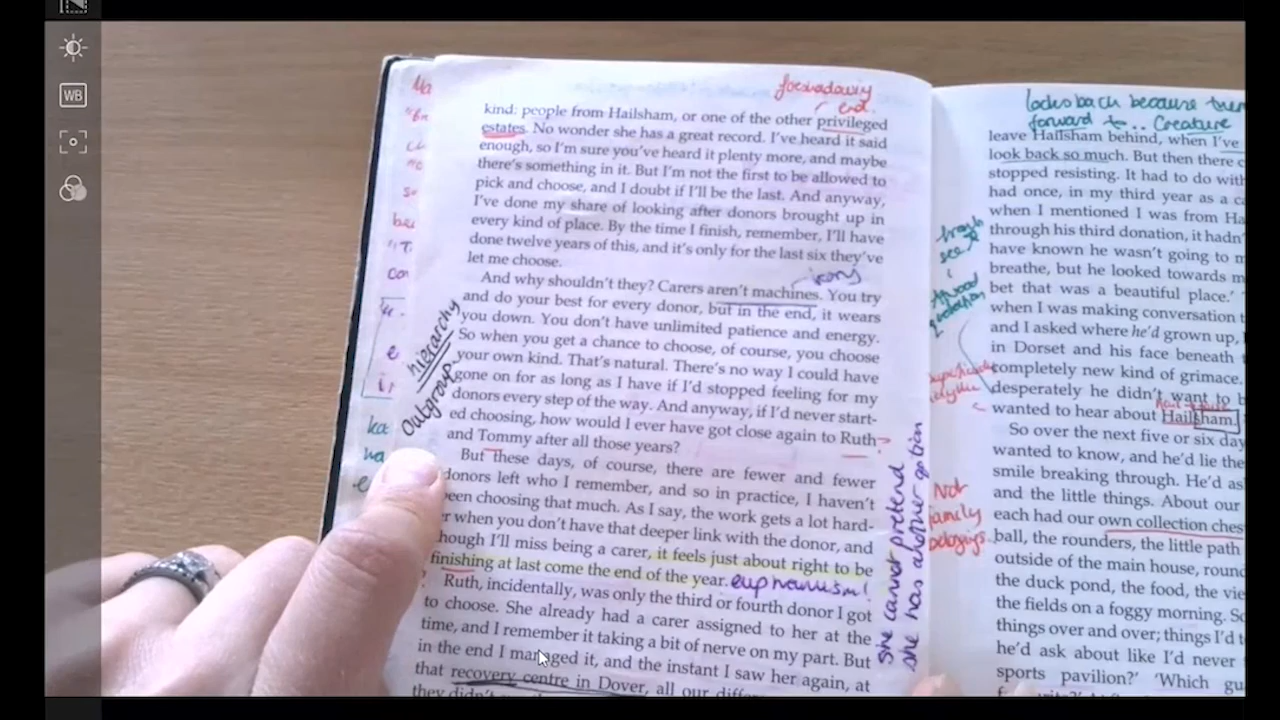 WB
foeshadowing
end.
kind: people from Hailsham, or one of the other privileged
estates. No wonder she has a great record. I've heard it said
enough, so I'm sure you've heard it plenty more, and maybe
there's something in it. But I'm not the first to be allowed to
pick and choose, and I doubt if I'll be the last. And anyway,
I've done my share of looking after donors brought up in
every kind of place. By the time I finish, remember, I'll have
done twelve years of this, and it's only for the last six they've
let me choose.
irony
And why shouldn't they? Carers aren't machines. You try
and do your best for every donor, but in the end, it wears
you down. You don't have unlimited patience and energy.
So when you get a chance to choose, of course, you choose
your own kind. That's natural. There's no way I could have
gone on for as long as I have if I'd stopped feeling for my
donors every step of the way. And anyway, if I'd never start-
ed choosing, how would I ever have got close again to Ruth
and Tommy after all those years?
But these days, of course, there are fewer and fewer
donors left who I remember, and so in practice, I haven't
been choosing that much. As I say, the work gets a lot hard-
er when you don't have that deeper link with the donor, and
though I'll miss being a carer, it feels just about right to be
finishing at last come the end of the year. euphemism!
Ruth, incidentally, was only the third or fourth donor I got
to choose. She already had a carer assigned to her at the
time, and I remember it taking a bit of nerve on my part. But
in the end I managed it, and the instant I saw her again, at
that recovery centre in Dover, all our
they didn't
hierarchy
Outgroup
she cannot pretend
she has another option
looks back because
forward to.. Creature
leave Hailsham behind, when I've
look back so much. But then there
stopped resisting. It had to do
had once, in my third year as a
when I mentioned I was from
through his third donation, it
have known he wasn't going to
breathe, but he looked towards
bet that was a beautiful place.'
when I was making conversation
and I asked where he'd grown up,
in Dorset and his face beneath
completely new kind of grimace.
desperately he didn't want to
wanted to hear about Hailsham.
So over the next five or six
wanted to know, and he'd lie
smile breaking through. He'd
and the little things. About our
each had our own collection
ball, the rounders, the little path
outside of the main house,
the duck pond, the food, the
the fields on a foggy morning.
things over and over; things I'd
he'd ask about like I'd never
sports pavilion?' 'Which
Not
family
belongings